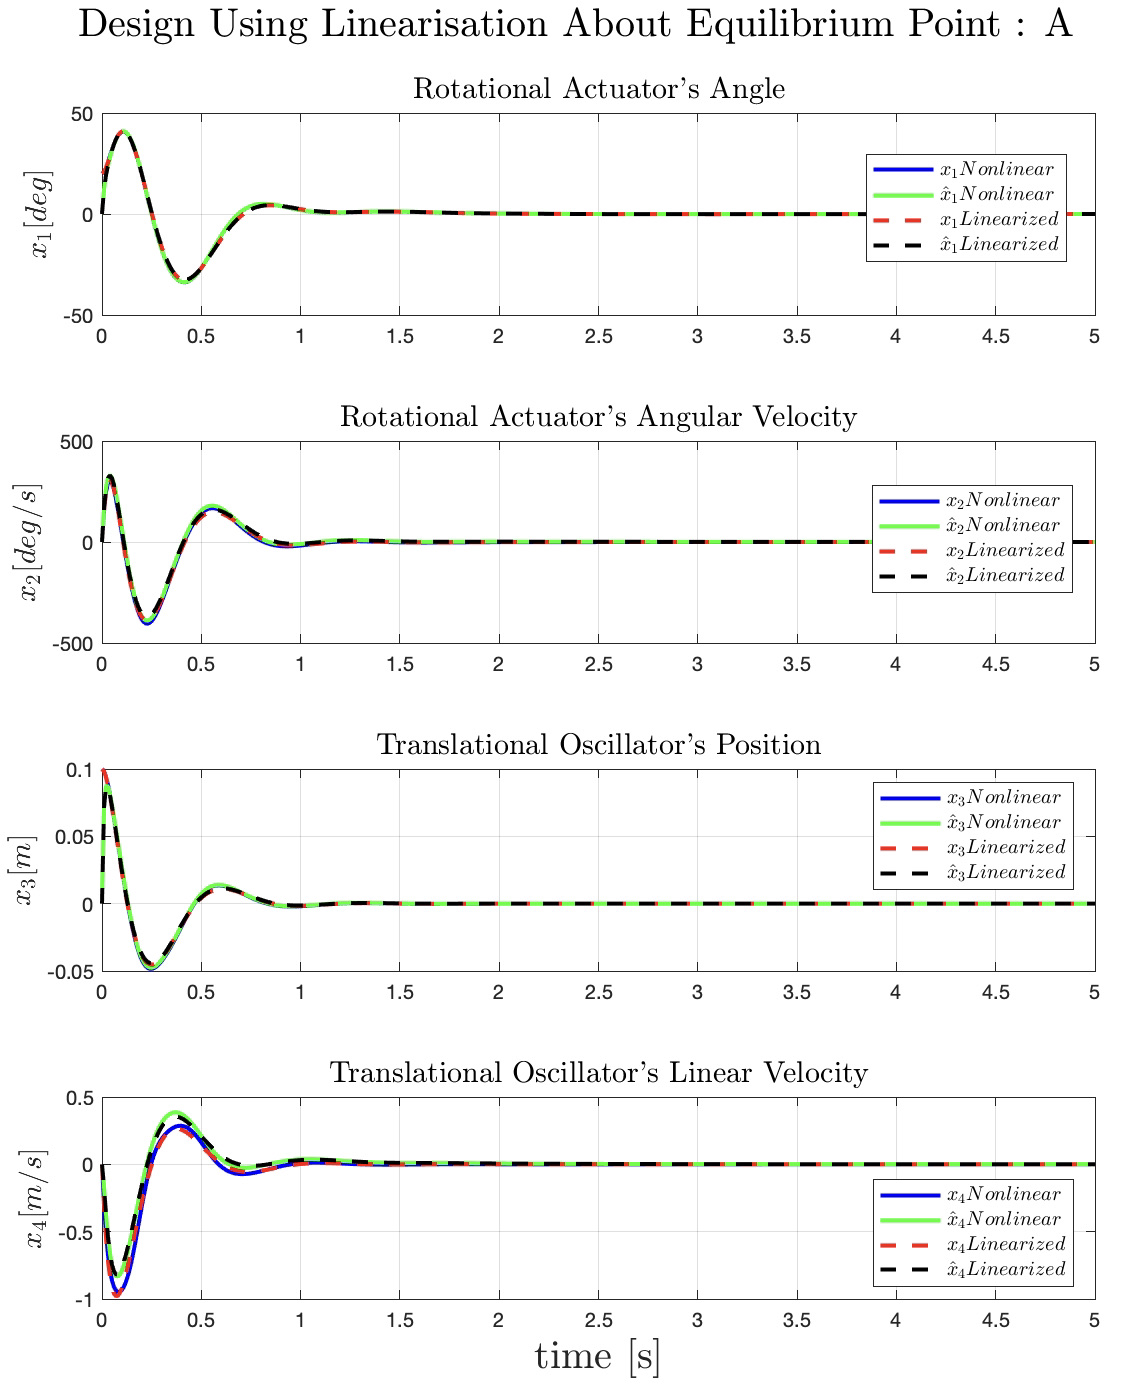 Design Using Linearisation About Equilibrium Point : A
Rotational Actuator's Angle
50
0
-50
x₁[deg]
x₁Nonlinear
x̂₁Nonlinear
x₁Linearized
x̂₁Linearized
0 0.5 1 1.5 2 2.5 3 3.5 4 4.5 5
Rotational Actuator's Angular Velocity
500
0
-500
x₂[deg/s]
x₂Nonlinear
x̂₂Nonlinear
x₂Linearized
x̂₂Linearized
0 0.5 1 1.5 2 2.5 3 3.5 4 4.5 5
Translational Oscillator's Position
0.1
0.05
0
-0.05
x₃[m]
x₃Nonlinear
x̂₃Nonlinear
x₃Linearized
x̂₃Linearized
0 0.5 1 1.5 2 2.5 3 3.5 4 4.5 5
Translational Oscillator's Linear Velocity
0.5
0
-0.5
-1
x₄[m/s]
x₄Nonlinear
x̂₄Nonlinear
x₄Linearized
x̂₄Linearized
0 0.5 1 1.5 2 2.5 3 3.5 4 4.5 5
time [s]